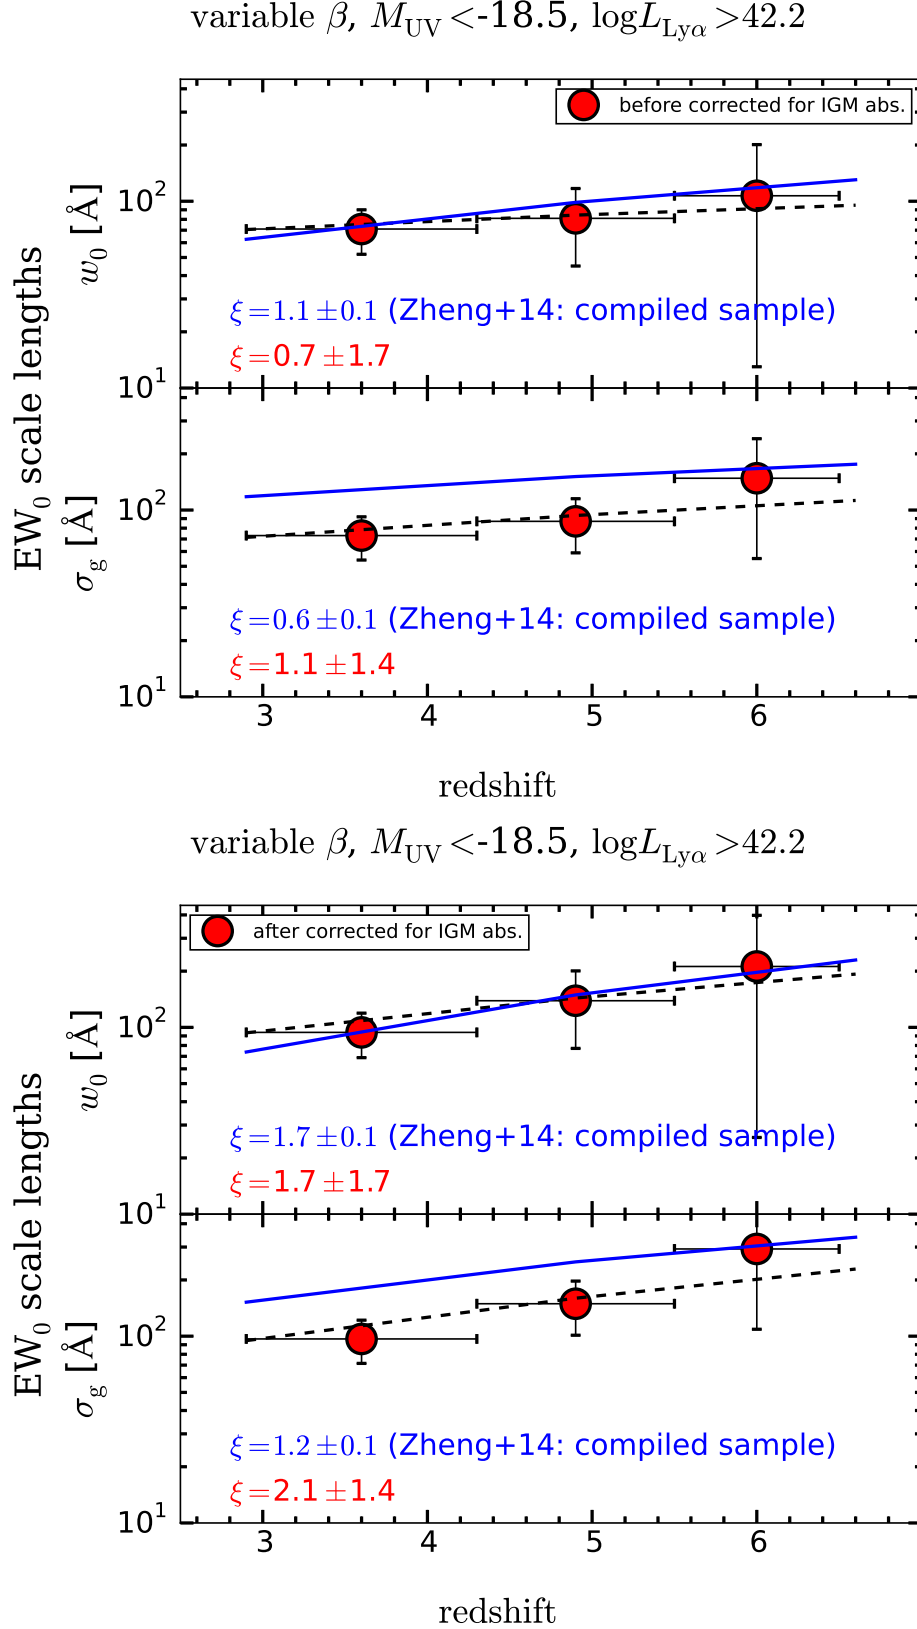 variable β, M_UV<-18.5, logL_Lyα>42.2
before corrected for IGM abs.
10²
w₀ [Å]
ξ=1.1±0.1 (Zheng+14: compiled sample)
ξ=0.7±1.7
10¹
EW₀ scale lengths
10²
σ_g [Å]
ξ=0.6±0.1 (Zheng+14: compiled sample)
ξ=1.1±1.4
10¹
3 4 5 6
redshift
variable β, M_UV<-18.5, logL_Lyα>42.2
after corrected for IGM abs.
10²
w₀ [Å]
ξ=1.7±0.1 (Zheng+14: compiled sample)
ξ=1.7±1.7
10¹
EW₀ scale lengths
10²
σ_g [Å]
ξ=1.2±0.1 (Zheng+14: compiled sample)
ξ=2.1±1.4
10¹
3 4 5 6
redshift